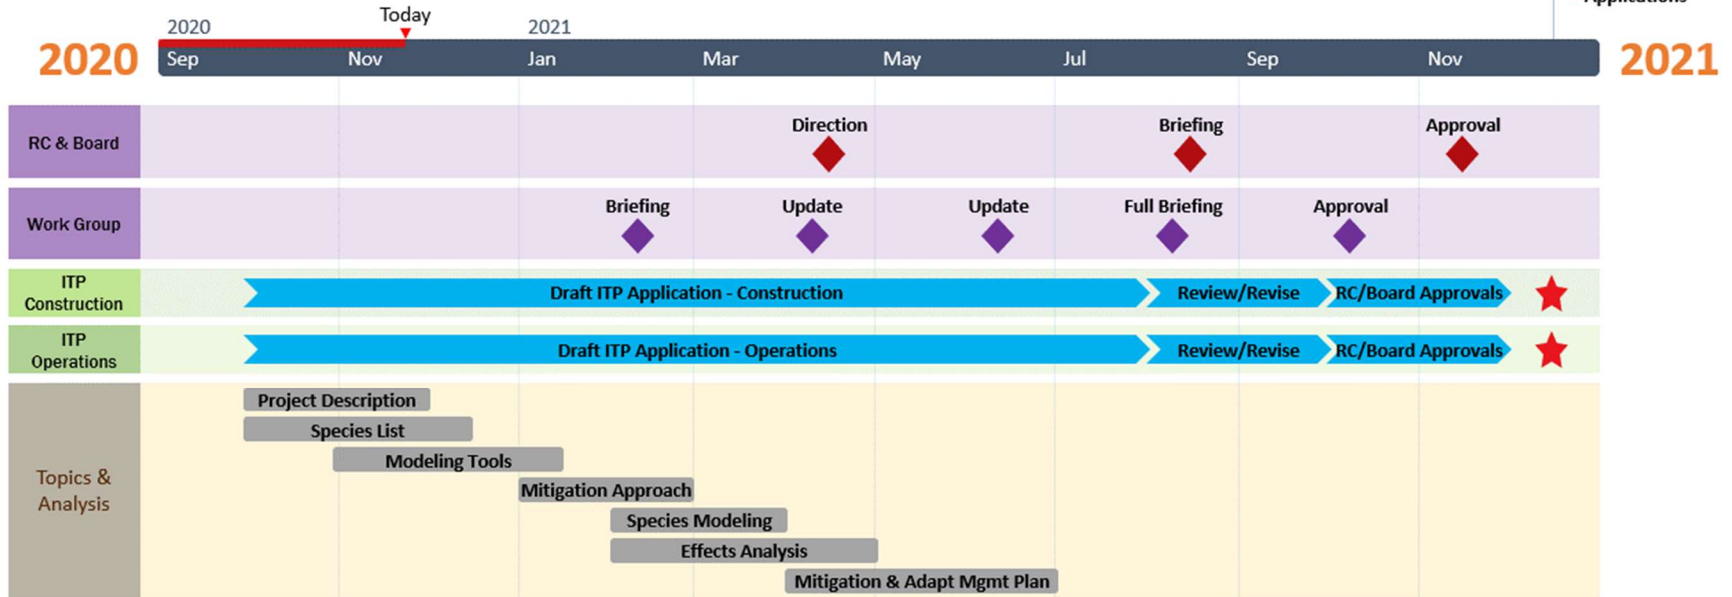 Applications
Today
2020
2021
2020
Sep
Nov
Jan
Mar
May
Jul
Sep
Nov
2021
RC & Board
Direction
Briefing
Approval
Work Group
Briefing
Update
Update
Full Briefing
Approval
ITP
Construction
Draft ITP Application - Construction
Review/Revise
RC/Board Approvals
ITP
Operations
Draft ITP Application - Operations
Review/Revise
RC/Board Approvals
Topics &
Analysis
Project Description
Species List
Modeling Tools
Mitigation Approach
Species Modeling
Effects Analysis
Mitigation & Adapt Mgmt Plan